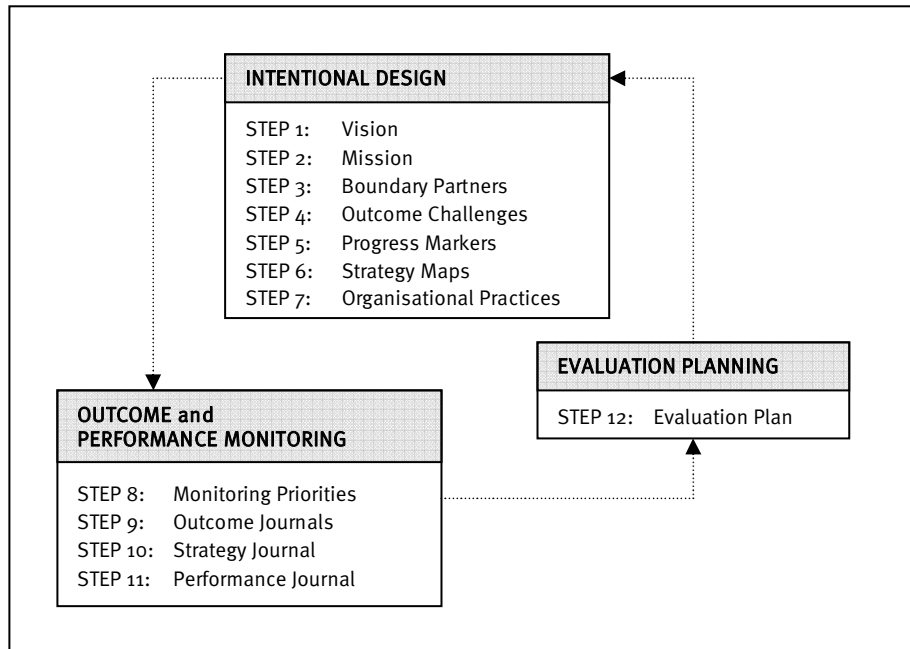 INTENTIONAL DESIGN
STEP 1: Vision
STEP 2: Mission
STEP 3: Boundary Partners
STEP 4: Outcome Challenges
STEP 5: Progress Markers
STEP 6: Strategy Maps
STEP 7: Organisational Practices
OUTCOME and
PERFORMANCE MONITORING
STEP 8: Monitoring Priorities
STEP 9: Outcome Journals
STEP 10: Strategy Journal
STEP 11: Performance Journal
EVALUATION PLANNING
STEP 12: Evaluation Plan